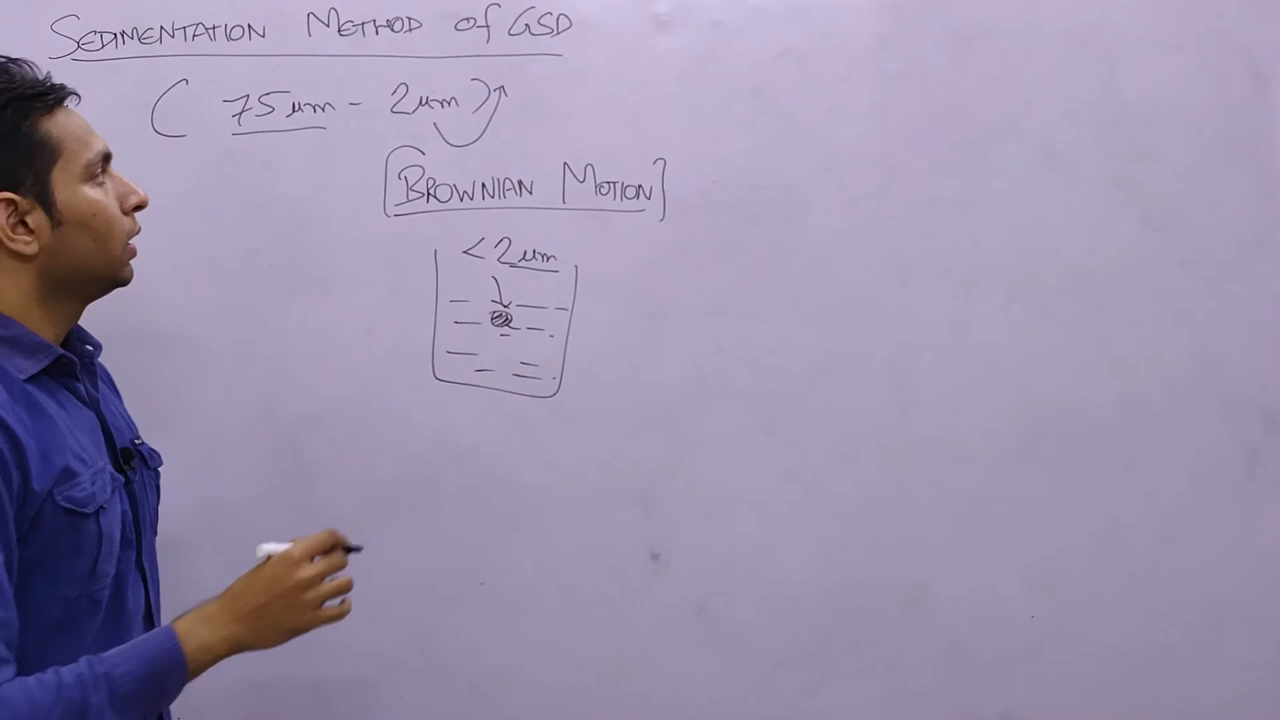 SEDIMENTATION METHOD Of GSD
( 75 µm - 2 µm )
[BROWNIAN MOTION]
< 2 µm